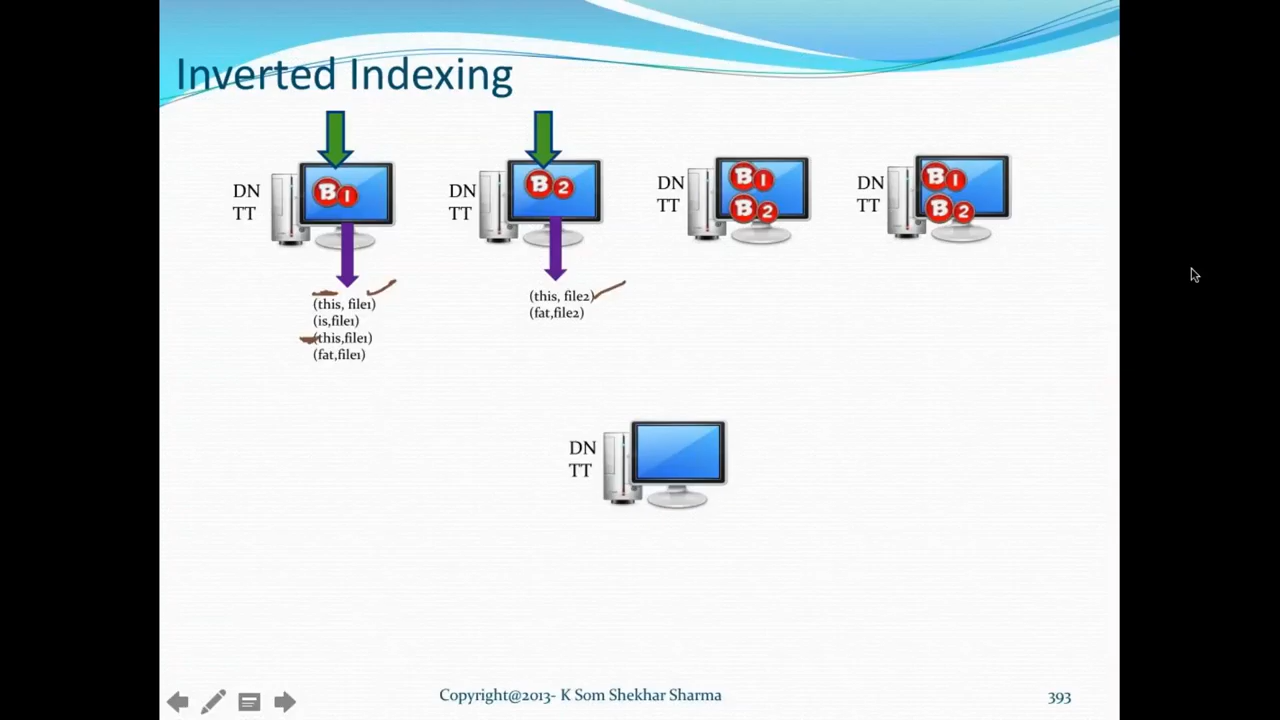 Inverted Indexing
DN
TT
B1
DN
TT
B2
DN
TT
B1
B2
DN
TT
B1
B2
(this, file1)
(is,file1)
(this,file1)
(fat,file1)
(this, file2)
(fat,file2)
DN
TT
Copyright@2013- K Som Shekhar Sharma
393